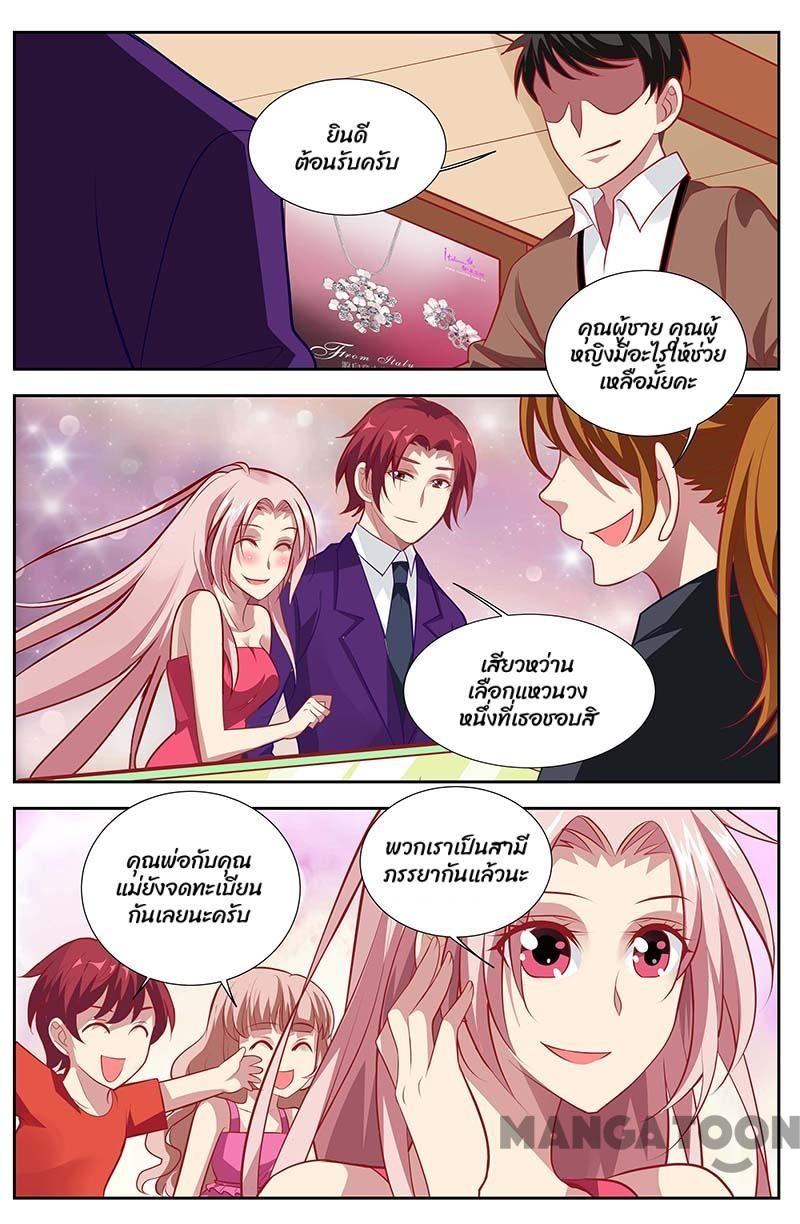 ยินดี
ต้อนรับครับ
From Italy
คุณผู้ชาย คุณผู้
หญิงมีอะไรให้ช่วย
เหลือมั้ยคะ
เสียวหว่าน
เลือกแหวนวง
หนึ่งที่เธอชอบสิ
คุณพ่อกับคุณ
แม่ยังจดทะเบียน
กันเลยนะครับ
พวกเราเป็นสามี
ภรรยากันแล้วนะ
MANGATOON